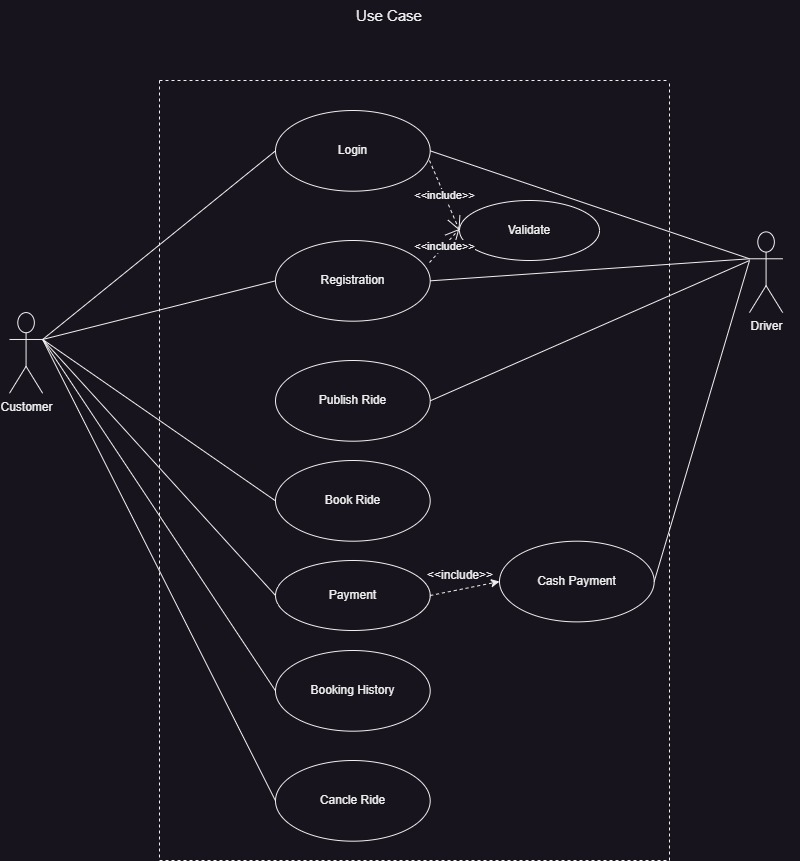 Use Case
Login
<<include>>
Validate
<<include>>
Registration
Driver
Publish Ride
Customer
Book Ride
<<include>>
Cash Payment
Payment
Booking History
Cancle Ride